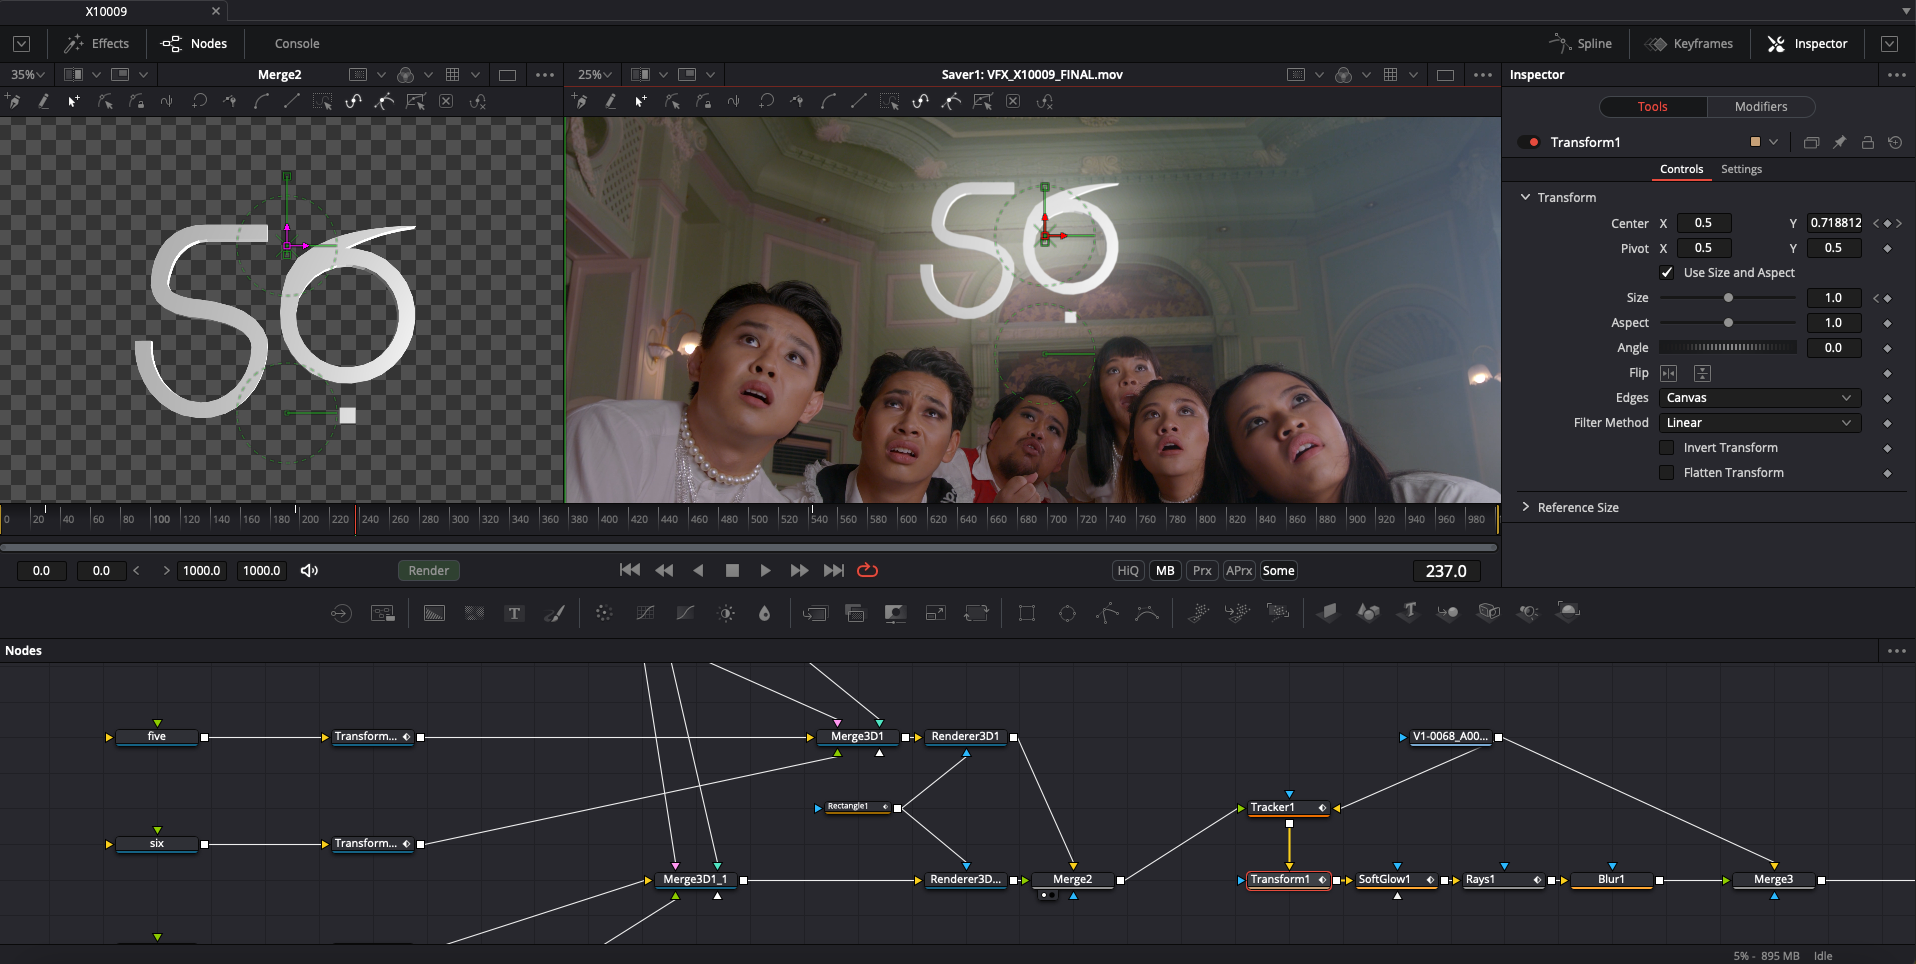 X10009
Effects
Nodes
Console
Spline
Keyframes
Inspector
35%
Merge2
25%
Saver1: VFX_X10009_FINAL.mov
Inspector
Tools
Modifiers
Transform1
Controls
Settings
Transform
Center X 0.5 Y 0.718812
Pivot X 0.5 Y 0.5
Use Size and Aspect
Size 1.0
Aspect 1.0
Angle 0.0
Flip
Edges Canvas
Filter Method Linear
Invert Transform
Flatten Transform
Reference Size
0 20 40 60 80 100 120 140 160 180 200 220 240 260 280 300 320 340 360 380 400 420 440 460 480 500 520 540 560 580 600 620 640 660 680 700 720 740 760 780 800 820 840 860 880 900 920 940 960 980
0.0 0.0 1000.0 1000.0
Render
HiQ MB Prx APrx Some
237.0
T
Nodes
five
Transform...
Merge3D1
Renderer3D1
V1-0068_A00...
Rectangle1
Tracker1
six
Transform...
Merge3D1_1
Renderer3D...
Merge2
Transform1
SoftGlow1
Rays1
Blur1
Merge3
5% - 895 MB
Idle